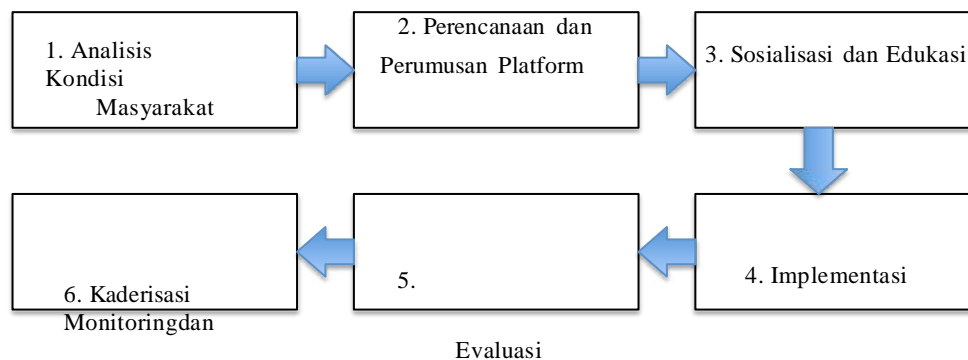 1. Analisis
Kondisi
Masyarakat
2. Perencanaan dan
Perumusan Platform
3. Sosialisasi dan Edukasi
4. Implementasi
5.
6. Kaderisasi
Monitoringdan
Evaluasi